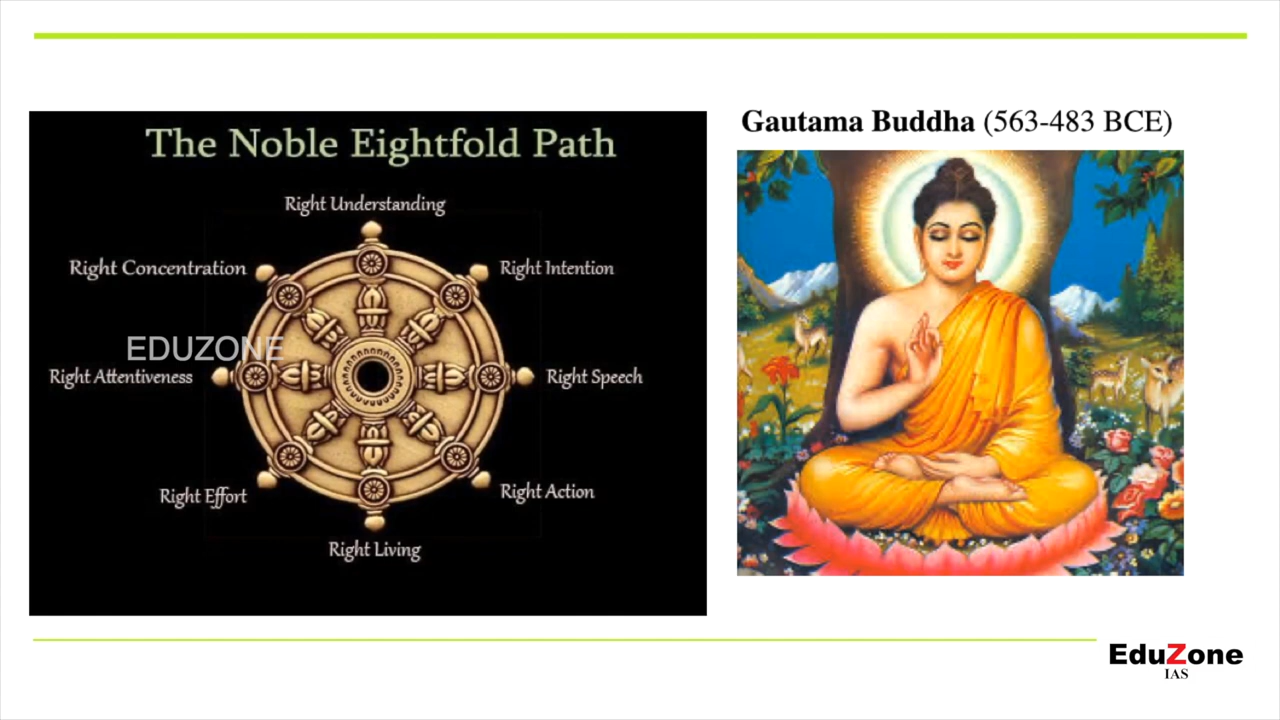 The Noble Eightfold Path
Right Understanding
Right Concentration
Right Intention
EDUZONE
Right Attentiveness
Right Speech
Right Effort
Right Action
Right Living
Gautama Buddha (563-483 BCE)
EduZone
IAS